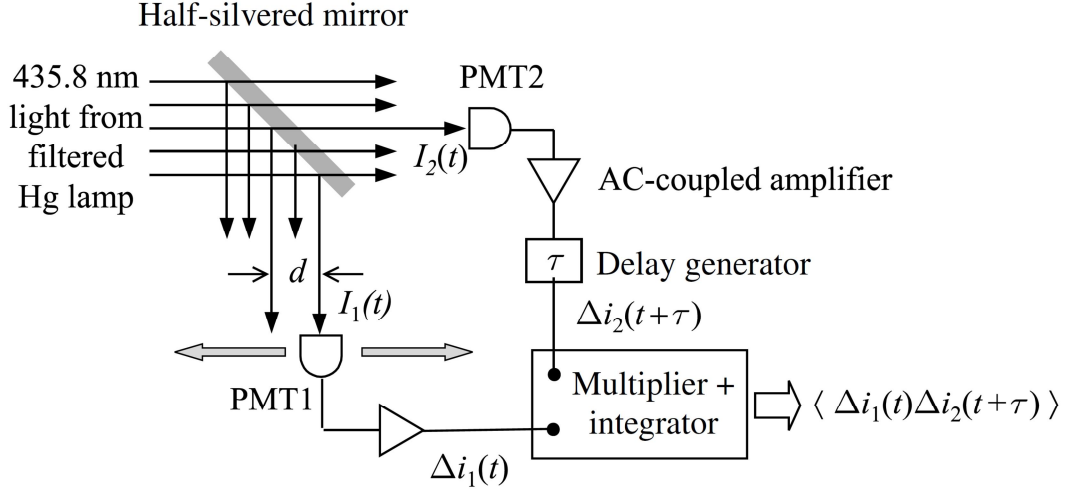 Half-silvered mirror
435.8 nm
light from
filtered
Hg lamp
PMT2
I₂(t)
AC-coupled amplifier
τ
Delay generator
d
I₁(t)
Δi₂(t+τ)
PMT1
Multiplier +
integrator
⟨ Δi₁(t)Δi₂(t+τ) ⟩
Δi₁(t)